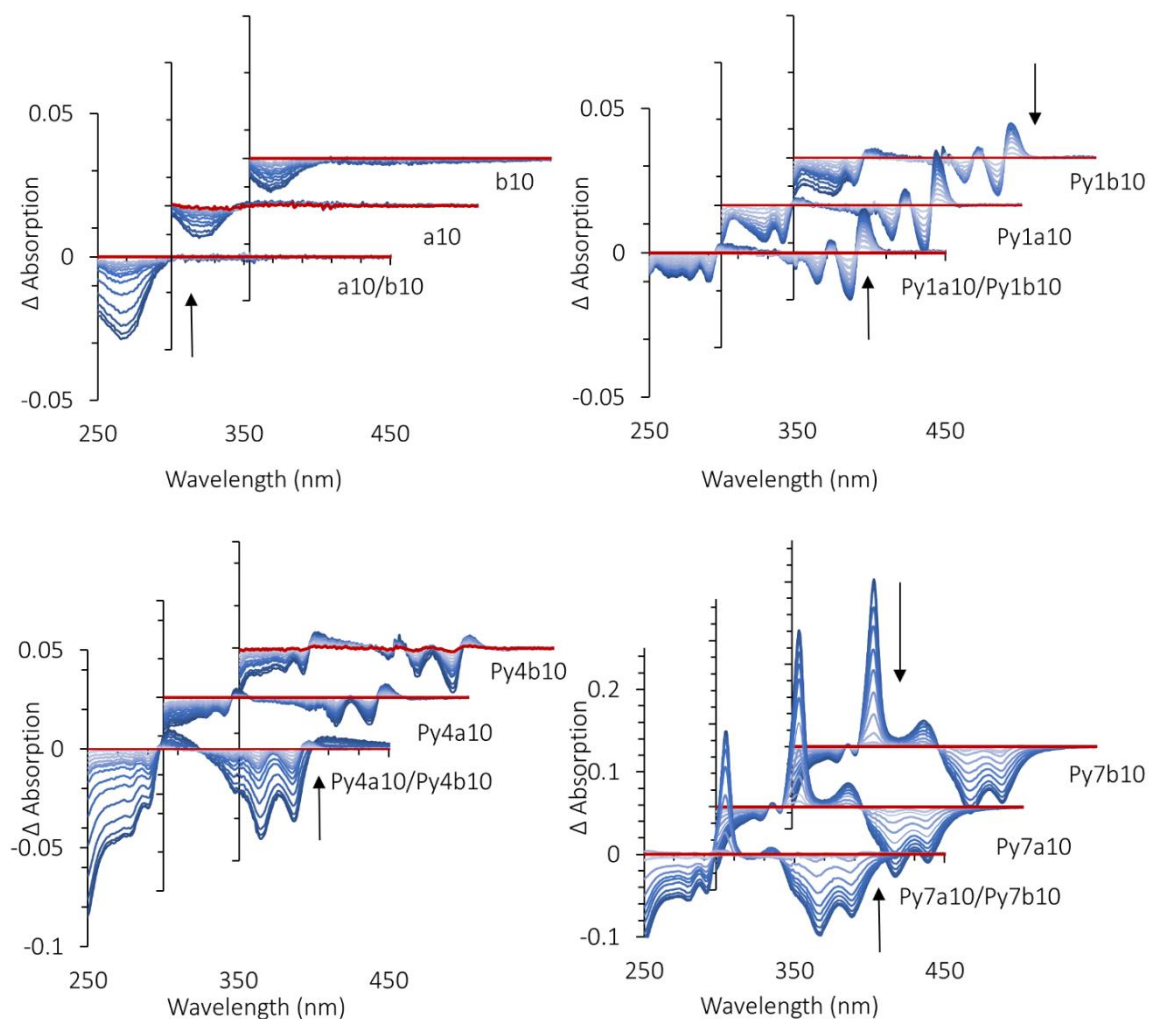 0.05
b10
a10
0
a10/b10
Δ Absorption
-0.05
250 350 450
Wavelength (nm)
0.05
Py1b10
Py1a10
0
Py1a10/Py1b10
Δ Absorption
-0.05
250 350 450
Wavelength (nm)
0.05
Py4b10
Py4a10
0
Py4a10/Py4b10
Δ Absorption
-0.05
-0.1
250 350 450
Wavelength (nm)
0.2
Py7b10
0.1
Py7a10
0
Py7a10/Py7b10
Δ Absorption
-0.1
250 350 450
Wavelength (nm)